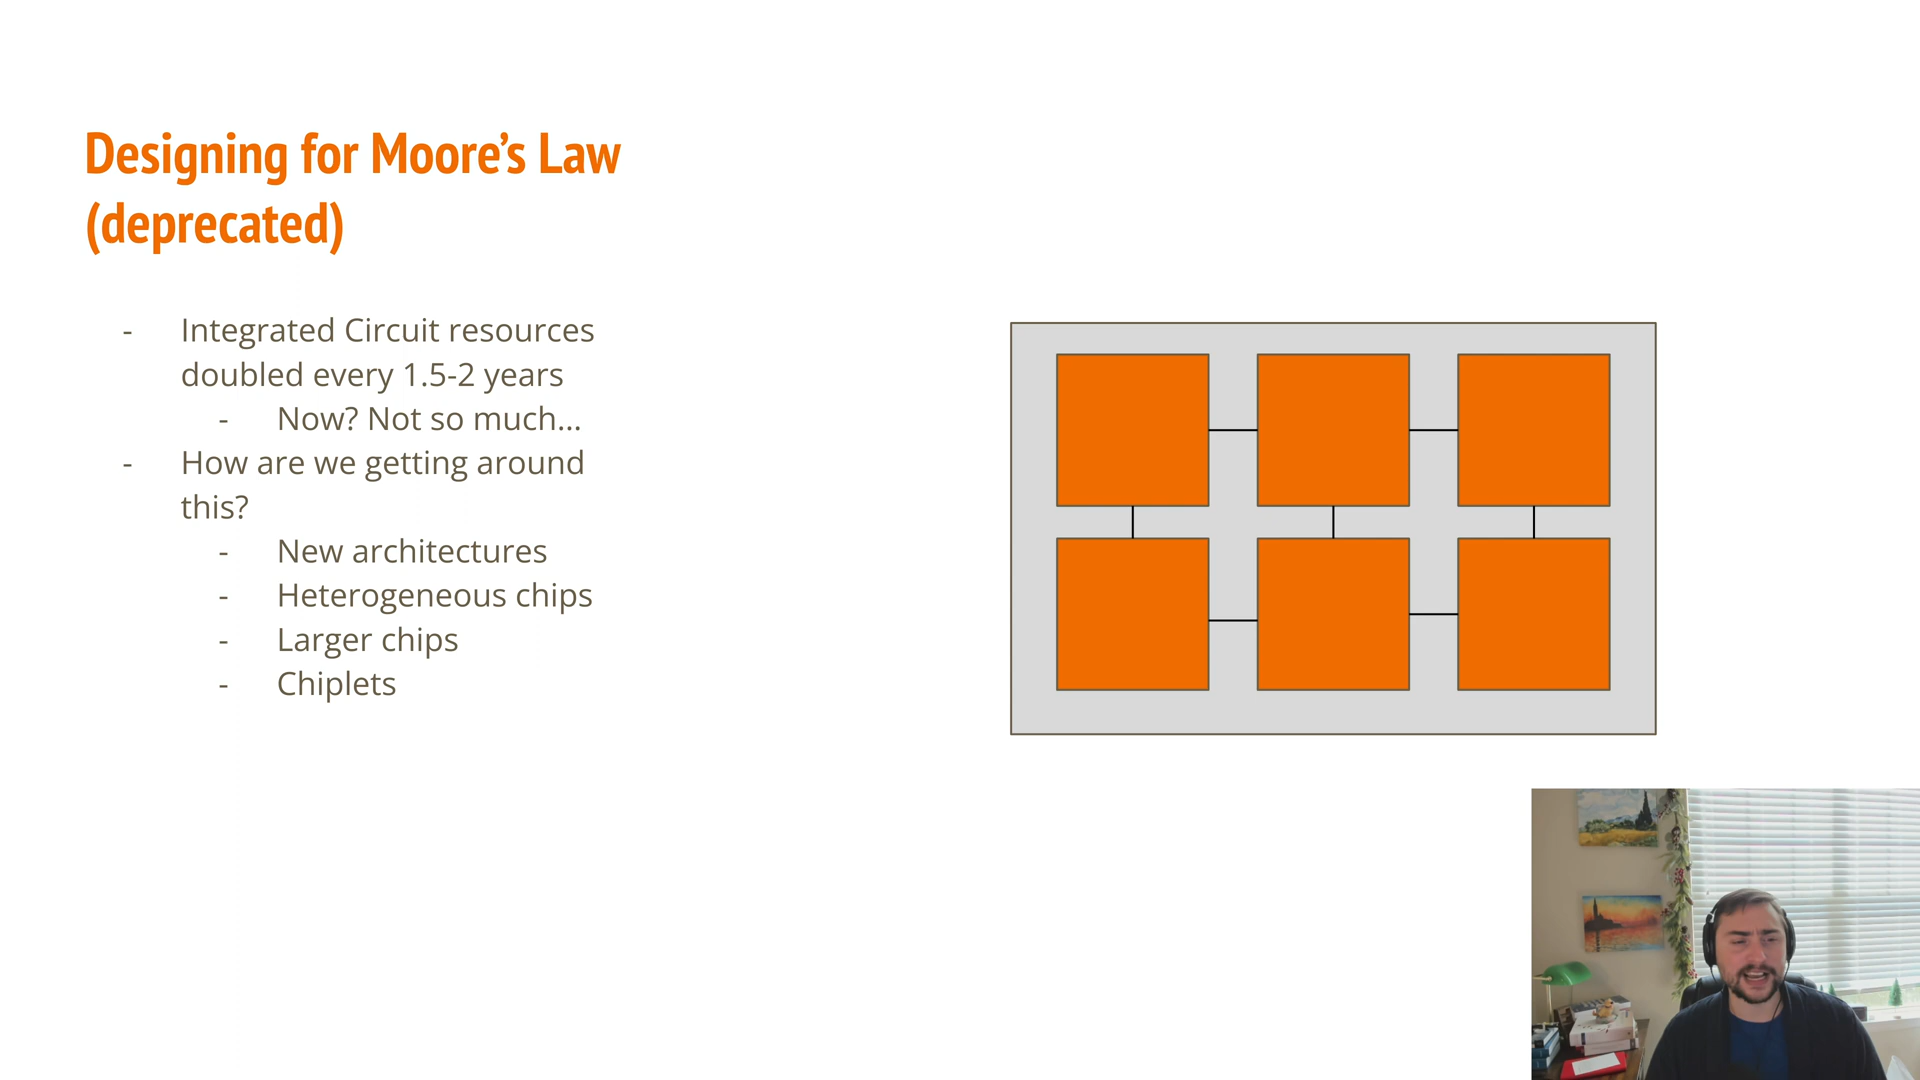 Designing for Moore’s Law
(deprecated)
- Integrated Circuit resources
doubled every 1.5-2 years
- Now? Not so much...
- How are we getting around
this?
- New architectures
- Heterogeneous chips
- Larger chips
- Chiplets